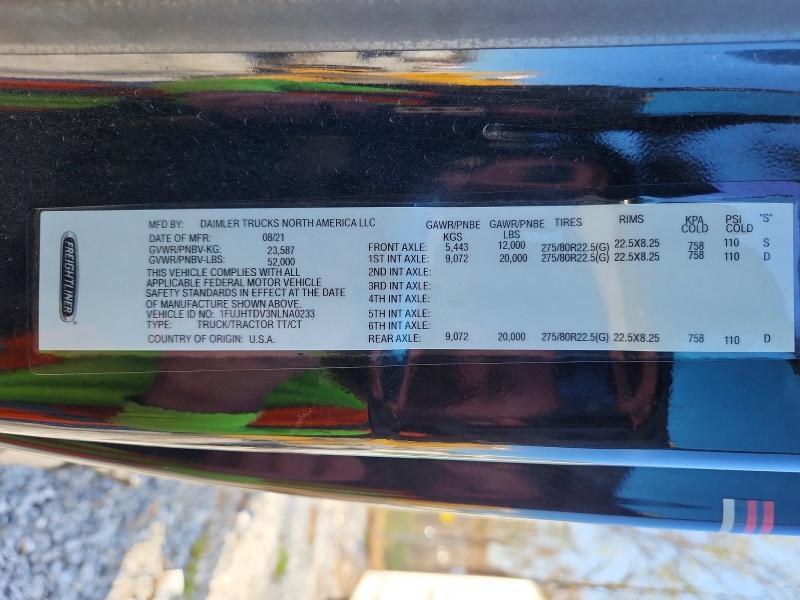 FREIGHTLINER
MFD BY: DAIMLER TRUCKS NORTH AMERICA LLC
DATE OF MFR: 08/21
GVWR/PNBV-KG: 23,587
GVWR/PNBV-LBS: 52,000
THIS VEHICLE COMPLIES WITH ALL
APPLICABLE FEDERAL MOTOR VEHICLE
SAFETY STANDARDS IN EFFECT AT THE DATE
OF MANUFACTURE SHOWN ABOVE.
VEHICLE ID NO: 1FUJHTDV3NLNA0233
TYPE: TRUCK/TRACTOR TT/CT
COUNTRY OF ORIGIN: U.S.A.
GAWR/PNBE GAWR/PNBE TIRES RIMS KPA PSI "S"
KGS LBS COLD COLD
FRONT AXLE: 5,443 12,000 275/80R22.5(G) 22.5X8.25 758 110 S
1ST INT AXLE: 9,072 20,000 275/80R22.5(G) 22.5X8.25 758 110 D
2ND INT AXLE:
3RD INT AXLE:
4TH INT AXLE:
5TH INT AXLE:
6TH INT AXLE:
REAR AXLE: 9,072 20,000 275/80R22.5(G) 22.5X8.25 758 110 D